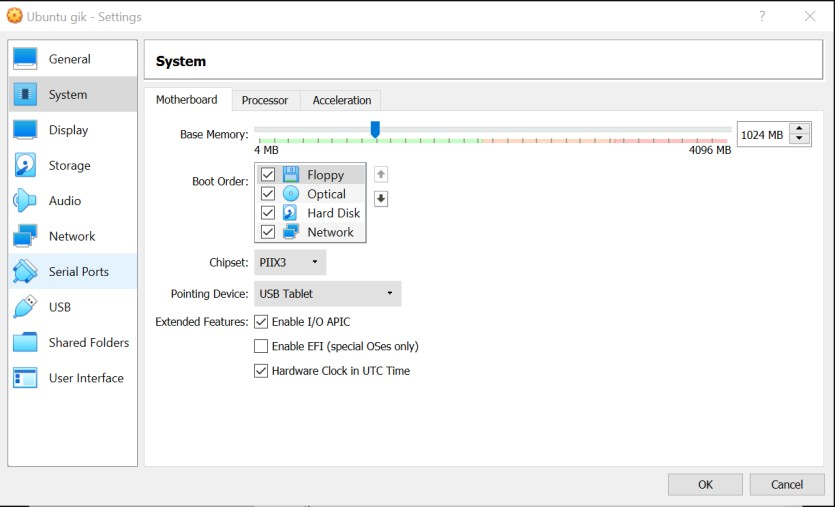 Ubuntu gik - Settings
?
General
System
Display
Storage
Audio
Network
Serial Ports
USB
Shared Folders
User Interface
System
Motherboard Processor Acceleration
Base Memory: 1024 MB
4 MB 4096 MB
Boot Order: Floppy
Optical
Hard Disk
Network
Chipset: PIIX3
Pointing Device: USB Tablet
Extended Features: Enable I/O APIC
Enable EFI (special OSes only)
Hardware Clock in UTC Time
OK Cancel